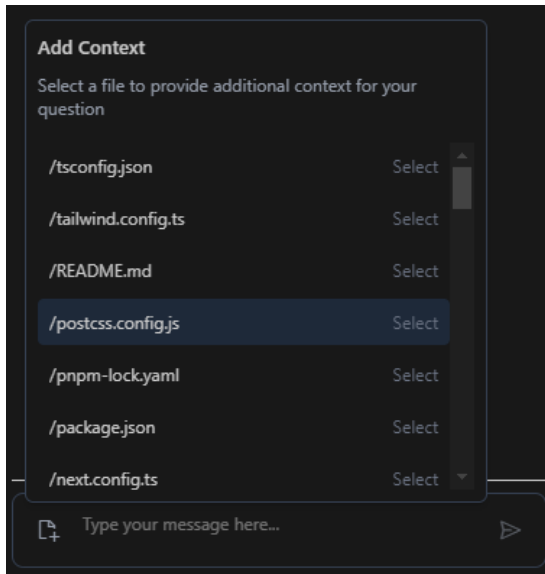 Add Context
Select a file to provide additional context for your
question
/tsconfig.json Select
/tailwind.config.ts Select
/README.md Select
/postcss.config.js Select
/pnpm-lock.yaml Select
/package.json Select
/next.config.ts Select
Type your message here...